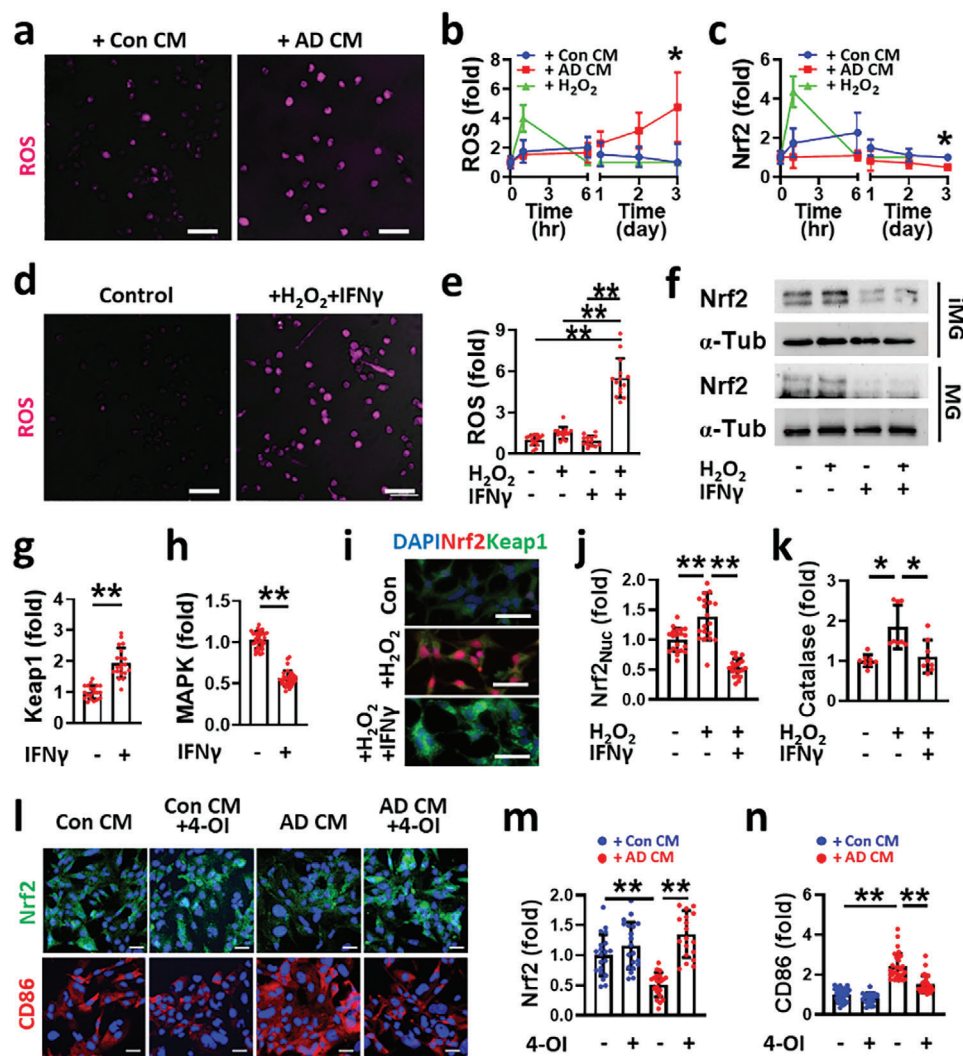 a
+ Con CM
+ AD CM
ROS
b
+ Con CM
+ AD CM
+ H₂O₂
*
ROS (fold)
8
6
4
2
0
0
3
6
1
2
3
Time
(hr)
Time
(day)
c
+ Con CM
+ AD CM
+ H₂O₂
*
Nrf2 (fold)
6
4
2
0
0
3
6
1
2
3
Time
(hr)
Time
(day)
d
Control
+H₂O₂+IFNγ
ROS
e
**
**
**
ROS (fold)
9
6
3
0
H₂O₂ - + - +
IFNγ - - + +
f
Nrf2
α-Tub
iMG
Nrf2
α-Tub
MG
H₂O₂ - + - +
IFNγ - - + +
g
**
Keap1 (fold)
4
3
2
1
0
IFNγ - +
h
**
MAPK (fold)
1.5
1.0
0.5
0.0
IFNγ - +
i
DAPINrf2Keap1
Con
+H₂O₂
+H₂O₂
+IFNγ
j
** **
Nrf2Nuc (fold)
2.0
1.5
1.0
0.5
0.0
H₂O₂ - + +
IFNγ - - +
k
* *
Catalase (fold)
3
2
1
0
H₂O₂ - + +
IFNγ - - +
l
Con CM
Con CM
+4-OI
AD CM
AD CM
+4-OI
Nrf2
CD86
m
+ Con CM
+ AD CM
** **
Nrf2 (fold)
2.0
1.5
1.0
0.5
0.0
4-OI - + - +
n
+ Con CM
+ AD CM
** **
CD86 (fold)
6
4
2
0
4-OI - + - +